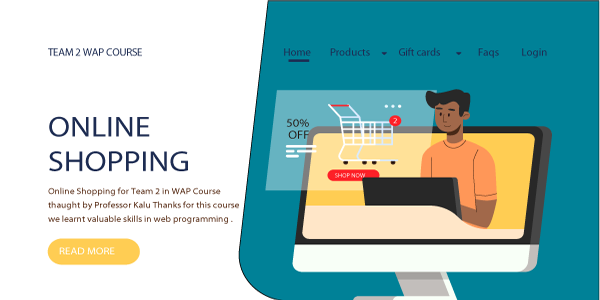 TEAM 2 WAP COURSE
Home Products Gift cards Faqs Login
ONLINE
SHOPPING
Online Shopping for Team 2 in WAP Course
thaught by Professor Kalu Thanks for this course
we learnt valuable skills in web programming .
READ MORE
50%
OFF
2
SHOP NOW